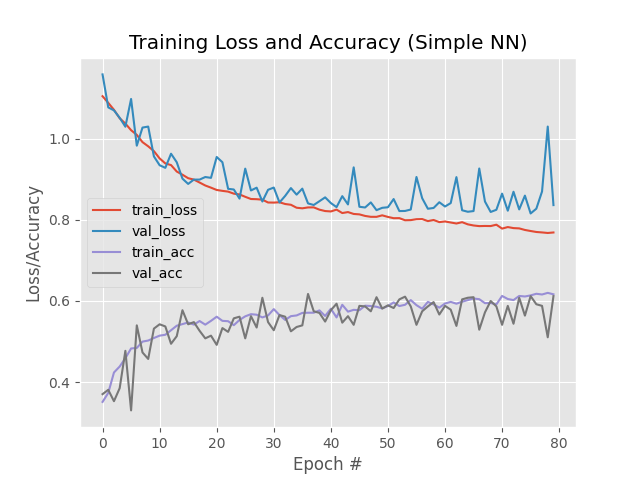 Training Loss and Accuracy (Simple NN)
Loss/Accuracy
1.0
0.8
0.6
0.4
train_loss
val_loss
train_acc
val_acc
0 10 20 30 40 50 60 70 80
Epoch #